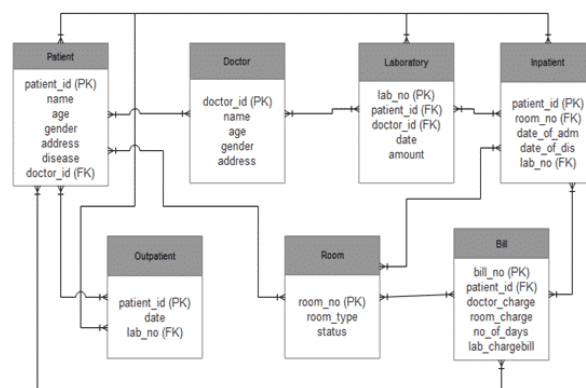 Patient
patient_id (PK)
name
age
gender
address
disease
doctor_id (FK)
Doctor
doctor_id (PK)
name
age
gender
address
Laboratory
lab_no (PK)
patient_id (FK)
doctor_id (FK)
date
amount
Inpatient
patient_id (PK)
room_no (FK)
date_of_adm
date_of_dis
lab_no (FK)
Outpatient
patient_id (PK)
date
lab_no (FK)
Room
room_no (PK)
room_type
status
Bill
bill_no (PK)
patient_id (FK)
doctor_charge
room_charge
no_of_days
lab_chargebill